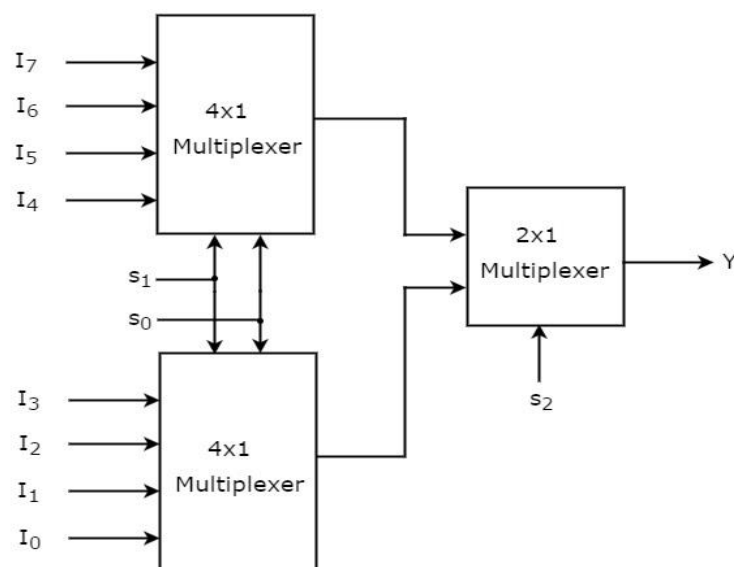 I₇
I₆
I₅
I₄
4x1
Multiplexer
s₁
s₀
I₃
I₂
I₁
I₀
4x1
Multiplexer
2x1
Multiplexer
s₂
Y